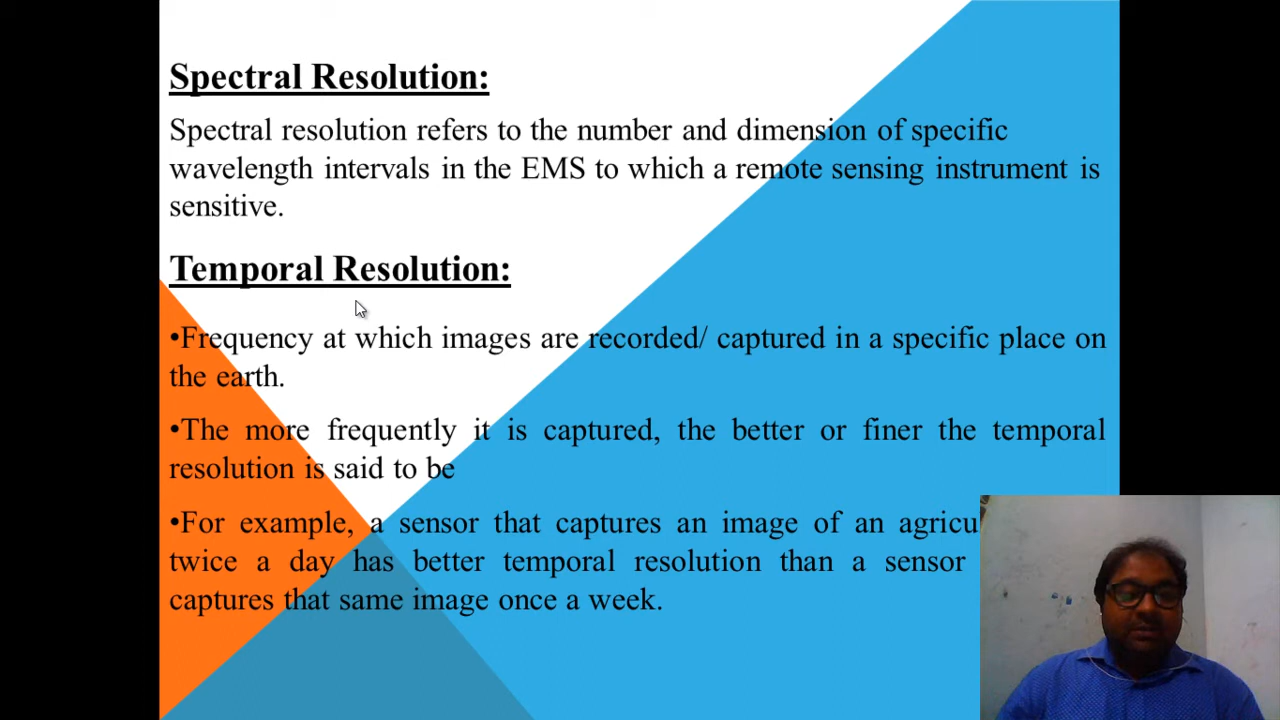 Spectral Resolution:
Spectral resolution refers to the number and dimension of specific
wavelength intervals in the EMS to which a remote sensing instrument is
sensitive.
Temporal Resolution:
•Frequency at which images are recorded/ captured in a specific place on
the earth.
•The more frequently it is captured, the better or finer the temporal
resolution is said to be
•For example, a sensor that captures an image of an
twice a day has better temporal resolution than a sensor
captures that same image once a week.